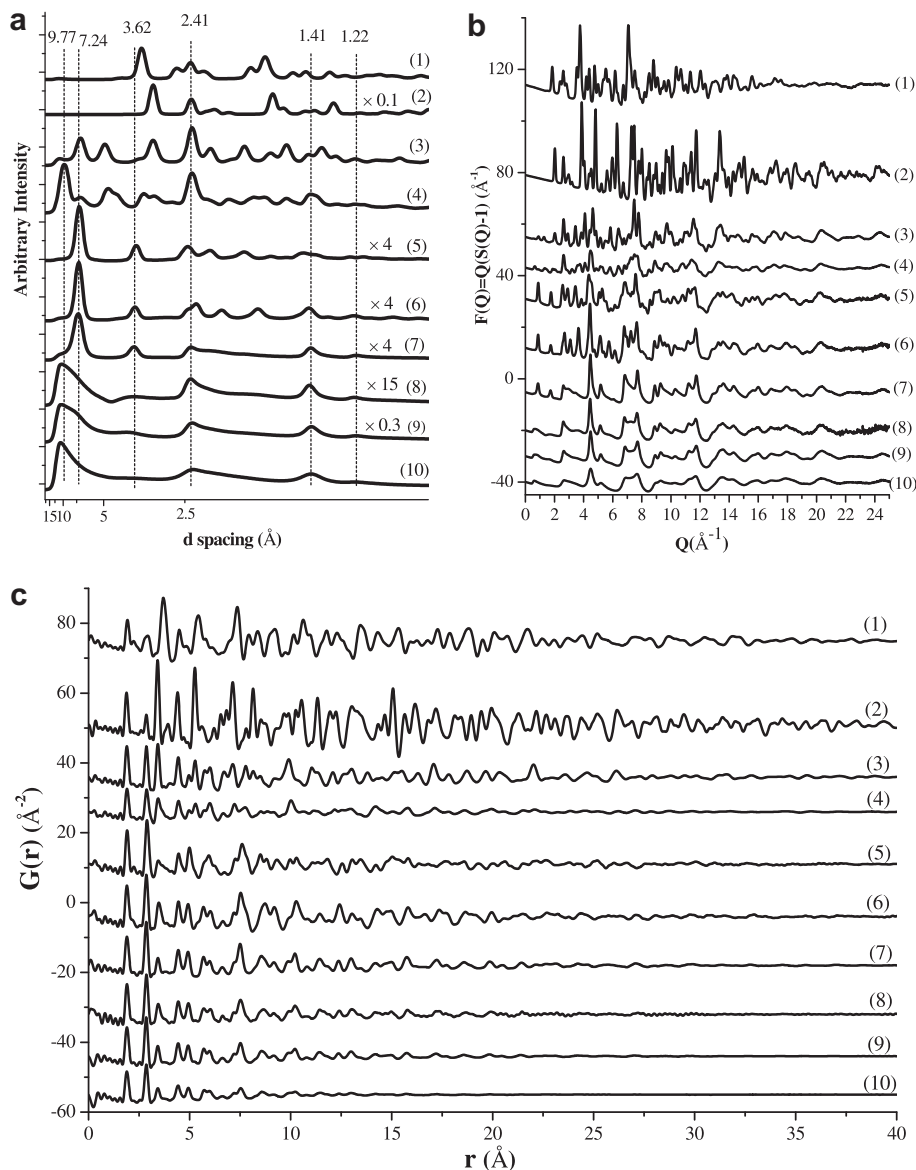 a
9.77
7.24
3.62
2.41
1.41
1.22
(1)
× 0.1
(2)
(3)
(4)
× 4 (5)
× 4 (6)
× 4 (7)
× 15 (8)
× 0.3 (9)
(10)
Arbitrary Intensity
15 10 5 2.5
d spacing (Å)
b
120
80
40
0
-40
(1)
(2)
(3)
(4)
(5)
(6)
(7)
(8)
(9)
(10)
F(Q)=Q(S(Q)-1) (Å⁻¹)
0 2 4 6 8 10 12 14 16 18 20 22 24
Q(Å⁻¹)
c
80
60
40
20
0
-20
-40
-60
(1)
(2)
(3)
(4)
(5)
(6)
(7)
(8)
(9)
(10)
G(r) (Å⁻²)
0 5 10 15 20 25 30 35 40
r (Å)